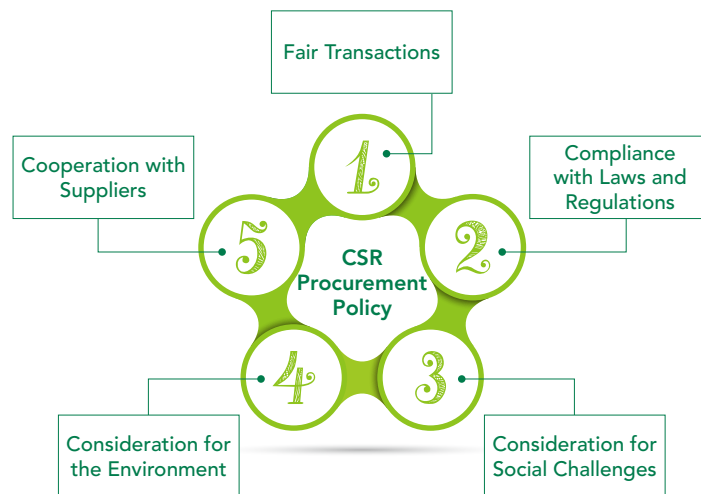 Fair Transactions
1
Compliance
with Laws and
Regulations
2
Consideration for
Social Challenges
3
Consideration for
the Environment
4
Cooperation with
Suppliers
5
CSR
Procurement
Policy